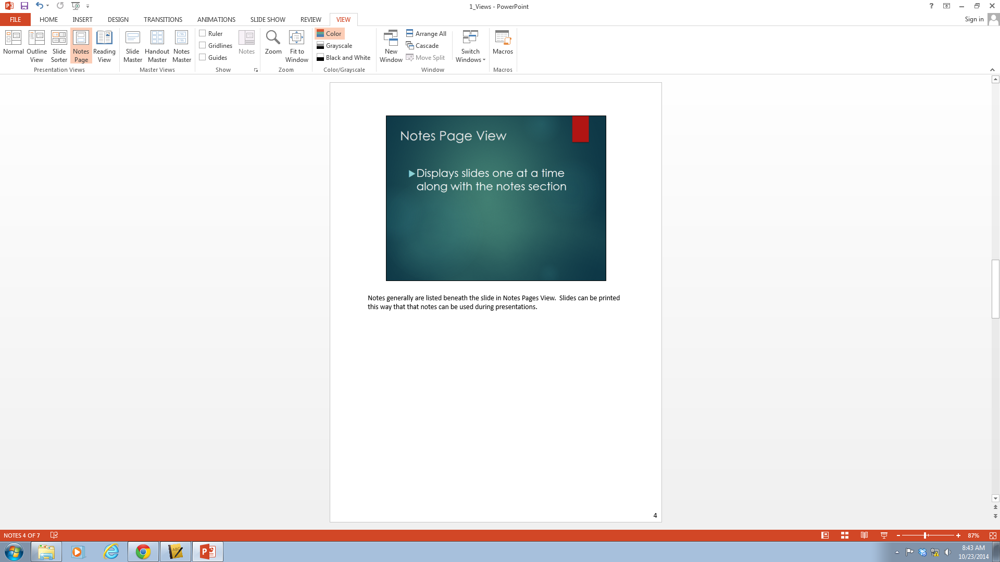 1_Views - PowerPoint
?
FILE HOME INSERT DESIGN TRANSITIONS ANIMATIONS SLIDE SHOW REVIEW VIEW Sign in
Normal Outline View Slide Sorter Notes Page Reading View
Presentation Views
Slide Master Handout Master Notes Master
Master Views
Ruler
Gridlines
Guides
Notes
Show
Zoom Fit to Window
Zoom
Color
Grayscale
Black and White
Color/Grayscale
New Window
Arrange All
Cascade
Move Split
Switch Windows
Window
Macros
Macros
Notes Page View
Displays slides one at a time
along with the notes section
Notes generally are listed beneath the slide in Notes Pages View.  Slides can be printed
this way that that notes can be used during presentations.
4
NOTES 4 OF 7 87%
ABC
8:43 AM
10/23/2014